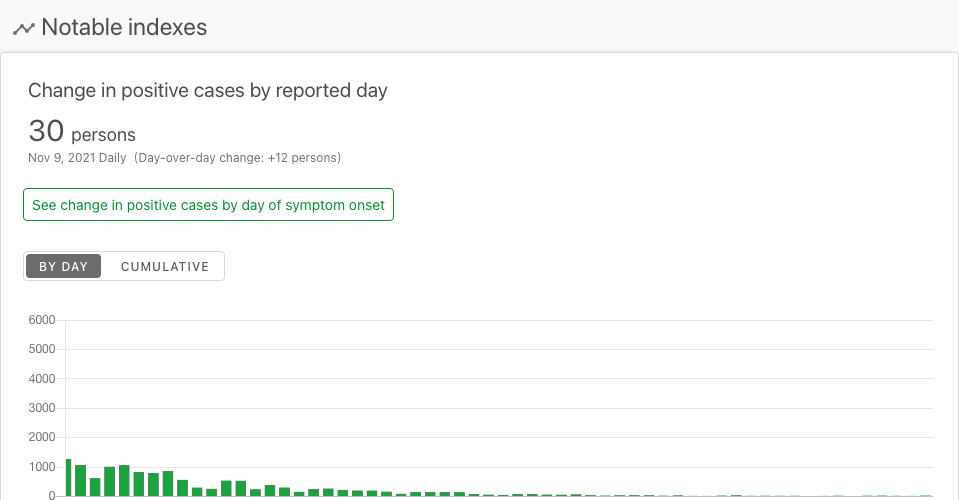 Notable indexes
Change in positive cases by reported day
30 persons
Nov 9, 2021 Daily (Day-over-day change: +12 persons)
See change in positive cases by day of symptom onset
BY DAY CUMULATIVE
6000
5000
4000
3000
2000
1000
0